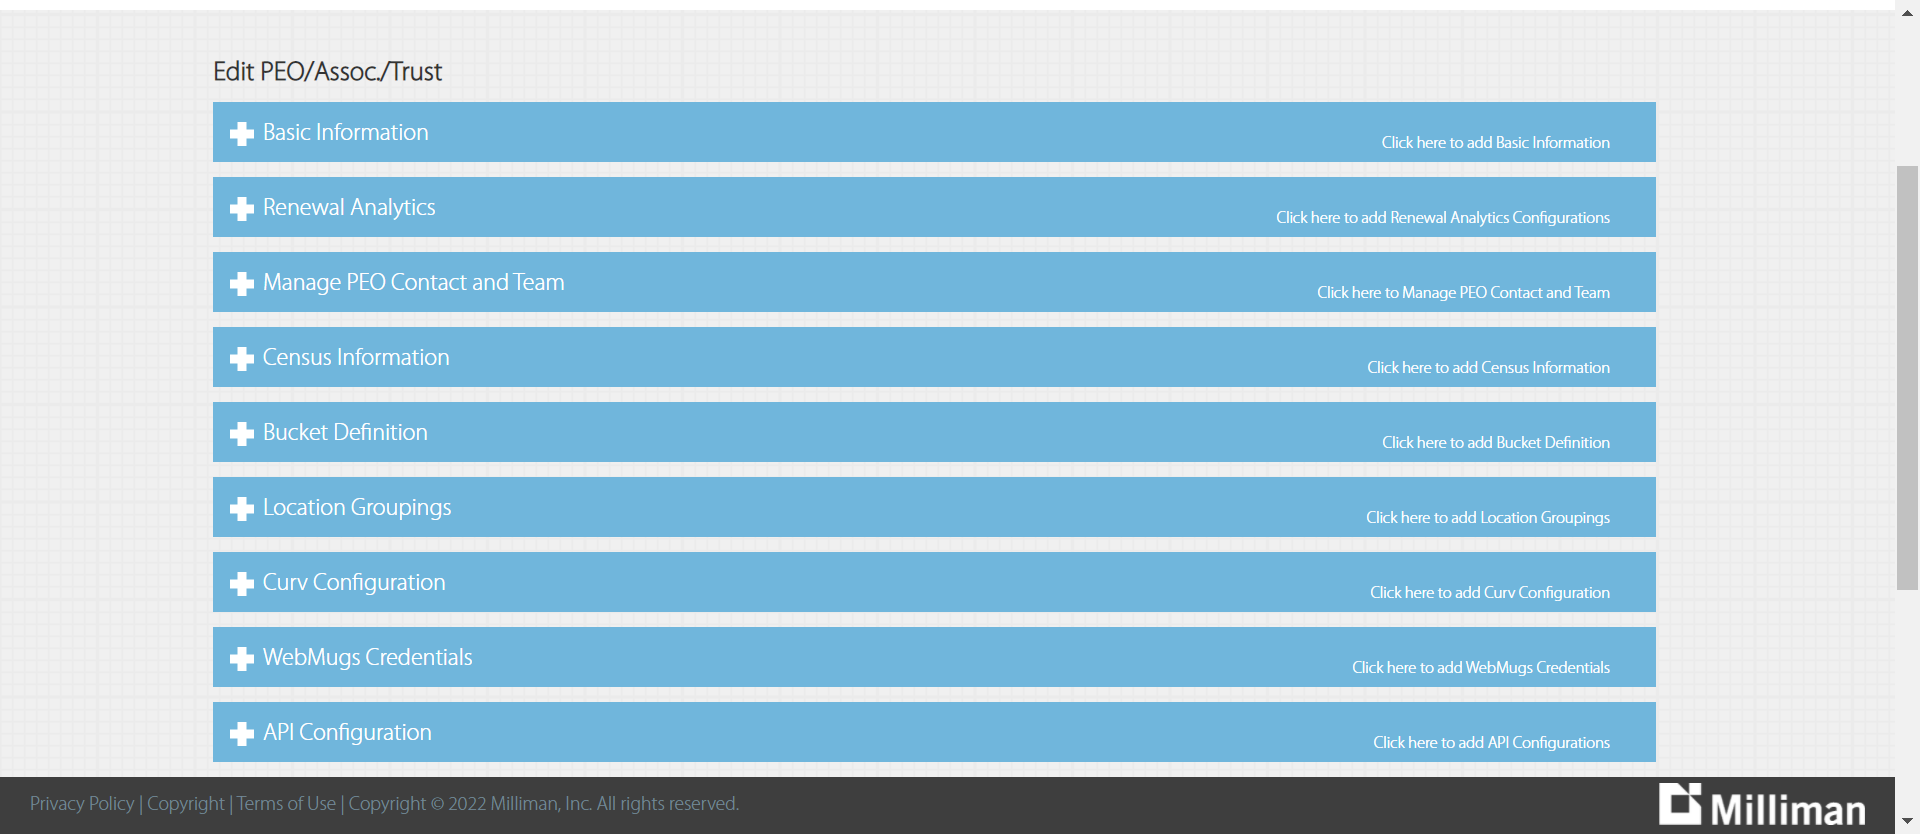 Edit PEO/Assoc./Trust
Basic Information
Click here to add Basic Information
Renewal Analytics
Click here to add Renewal Analytics Configurations
Manage PEO Contact and Team
Click here to Manage PEO Contact and Team
Census Information
Click here to add Census Information
Bucket Definition
Click here to add Bucket Definition
Location Groupings
Click here to add Location Groupings
Curv Configuration
Click here to add Curv Configuration
WebMugs Credentials
Click here to add WebMugs Credentials
API Configuration
Click here to add API Configurations
Privacy Policy | Copyright | Terms of Use | Copyright © 2022 Milliman, Inc. All rights reserved.
Milliman